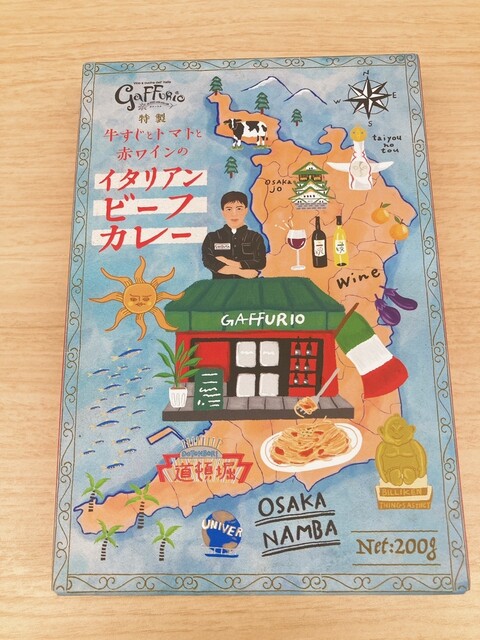 GAFFURIO
特製
牛すじとトマトと
赤ワインの
イタリアン
ビーフ
カレー
N
W
E
S
taiyou
no
tou
OSAKA
JO
wine
GAFFURIO
道頓堀
UNIVER
OSAKA
NAMBA
BILLIKEN
Net:200g